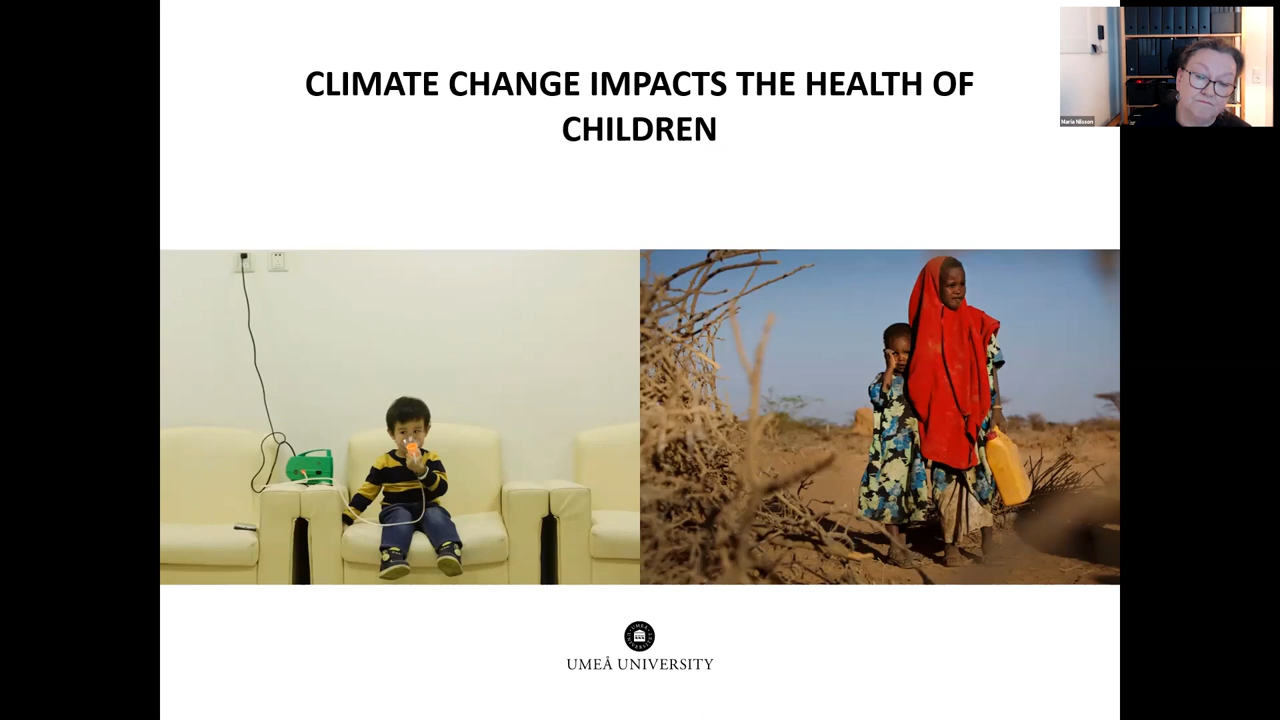 CLIMATE CHANGE IMPACTS THE HEALTH OF
CHILDREN
Maria Nilsson
UMEÅ UNIVERSITY